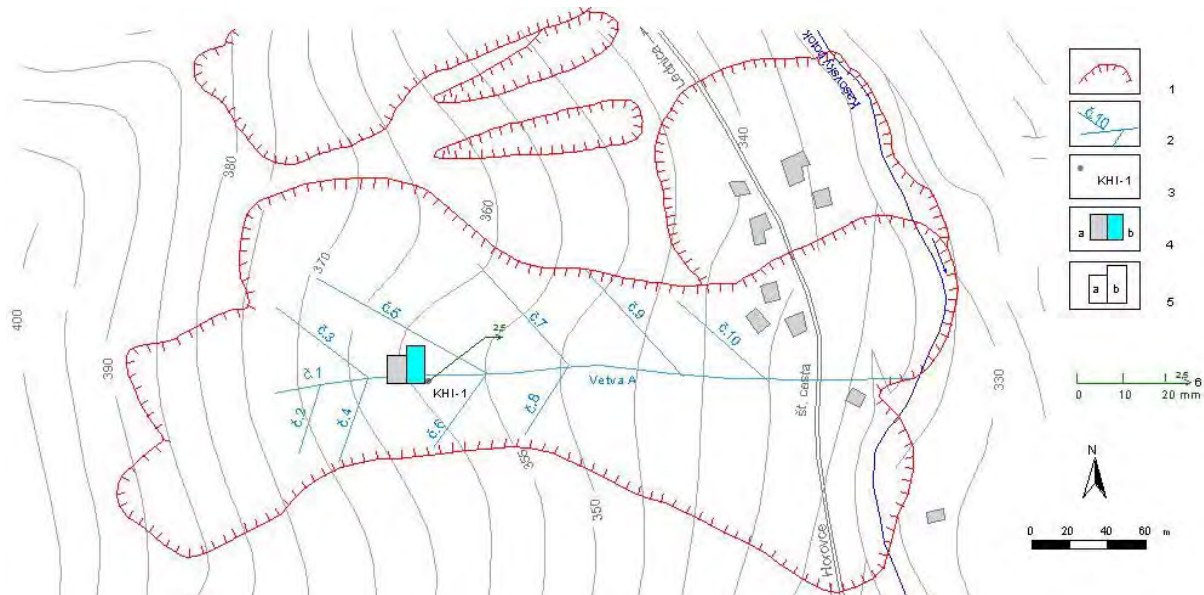 Lednica
Kašovský potok
380
340
360
370
400
390
330
355
350
č.1
č.2
č.3
č.4
č.5
č.6
č.7
č.8
č.9
č.10
2,5
KHI-1
Vetva A
št. cesta
Horovce
1
č.10
2
KHI-1
3
a b
4
a b
5
2,5
6
0 10 20 mm
N
0 20 40 60 m